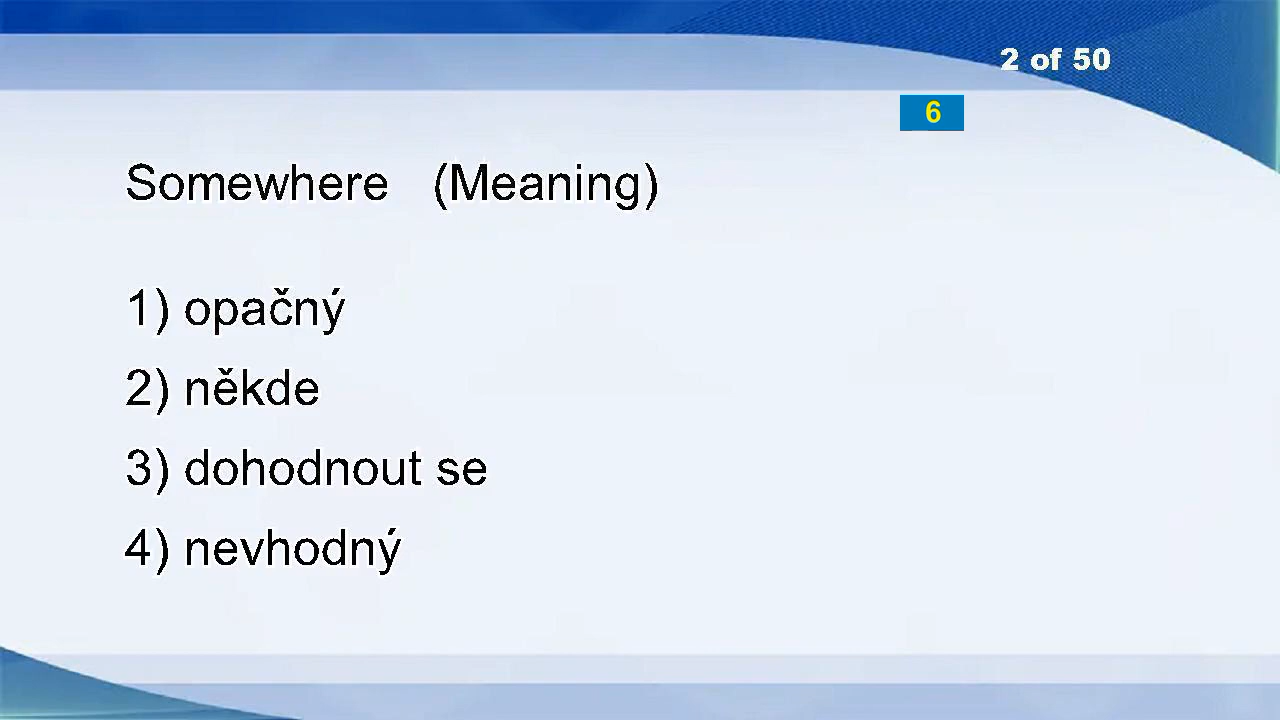 2 of 50
6
Somewhere (Meaning)
1) opačný
2) někde
3) dohodnout se
4) nevhodný